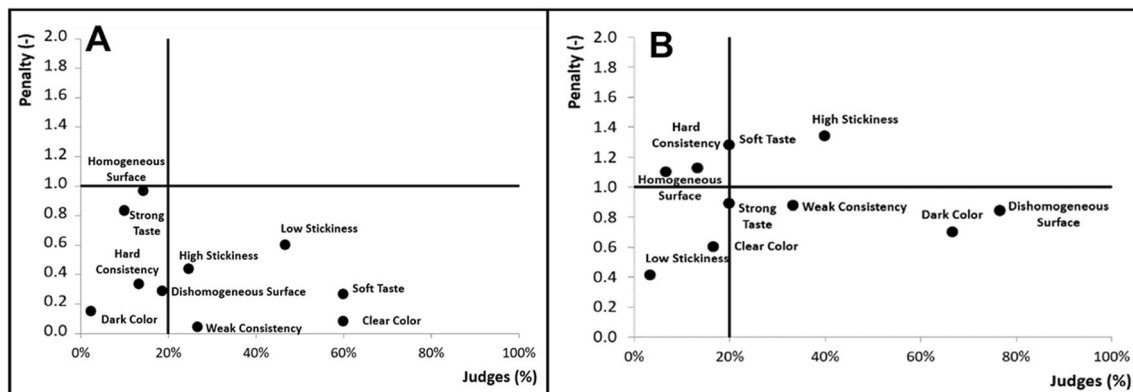 A
Penalty (-)
2.0
1.8
1.6
1.4
1.2
1.0
0.8
0.6
0.4
0.2
0.0
Homogeneous
Surface
Strong
Taste
Low Stickiness
Hard
Consistency
High Stickiness
Dishomogeneous Surface
Soft Taste
Dark Color
Weak Consistency
Clear Color
0%
20%
40%
60%
80%
100%
Judges (%)
B
Penalty (-)
2.0
1.8
1.6
1.4
1.2
1.0
0.8
0.6
0.4
0.2
0.0
Hard
Consistency
Soft Taste
High Stickiness
Homogeneous
Surface
Strong
Taste
Weak Consistency
Dark Color
Dishomogeneous
Surface
Clear Color
Low Stickiness
0%
20%
40%
60%
80%
100%
Judges (%)